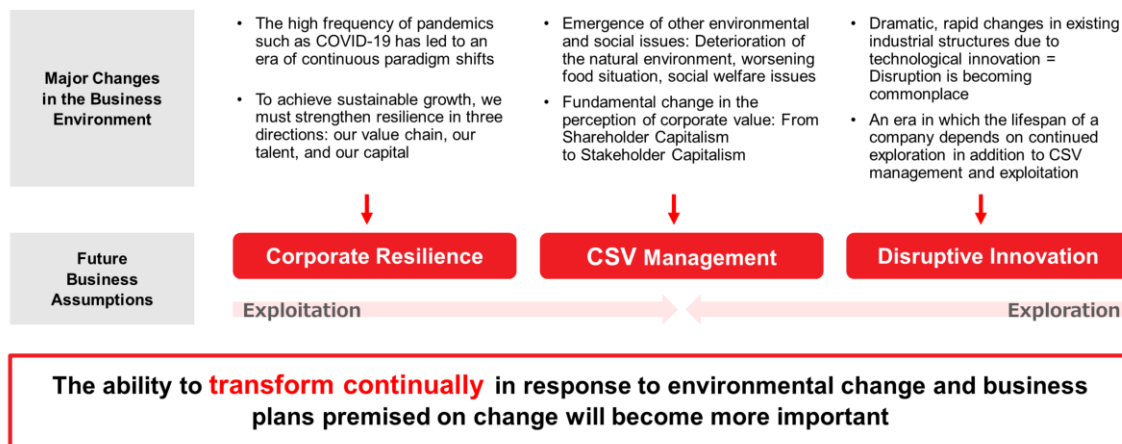 Major Changes
in the Business
Environment
• The high frequency of pandemics
such as COVID-19 has led to an
era of continuous paradigm shifts
• To achieve sustainable growth, we
must strengthen resilience in three
directions: our value chain, our
talent, and our capital
• Emergence of other environmental
and social issues: Deterioration of
the natural environment, worsening
food situation, social welfare issues
• Fundamental change in the
perception of corporate value: From
Shareholder Capitalism
to Stakeholder Capitalism
• Dramatic, rapid changes in existing
industrial structures due to
technological innovation =
Disruption is becoming
commonplace
• An era in which the lifespan of a
company depends on continued
exploration in addition to CSV
management and exploitation
Future
Business
Assumptions
Corporate Resilience
CSV Management
Disruptive Innovation
Exploitation
Exploration
The ability to transform continually in response to environmental change and business
plans premised on change will become more important